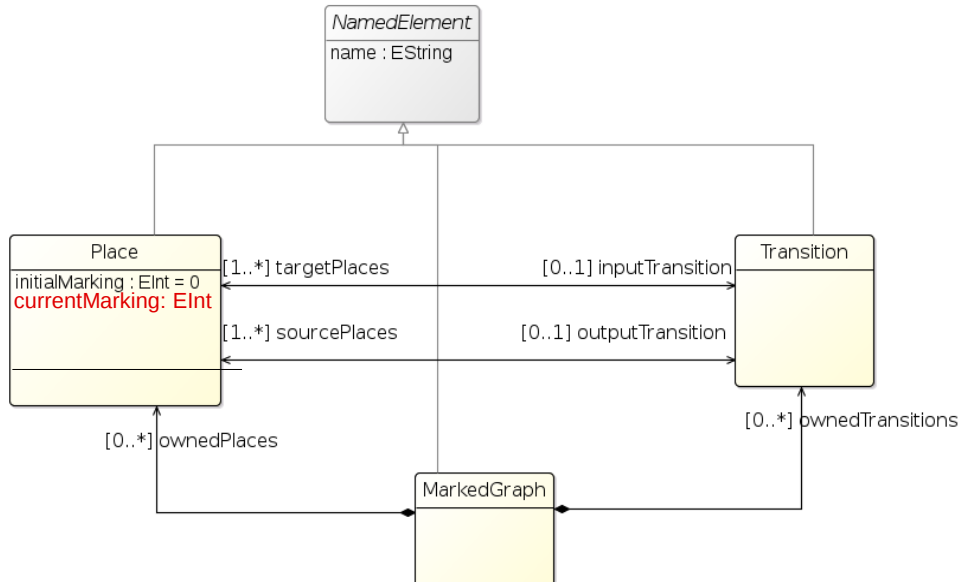 NamedElement
name : EString
Place
initialMarking : EInt = 0
currentMarking: EInt
Transition
[1..*] targetPlaces
[0..1] inputTransition
[1..*] sourcePlaces
[0..1] outputTransition
[0..*] ownedPlaces
[0..*] ownedTransitions
MarkedGraph